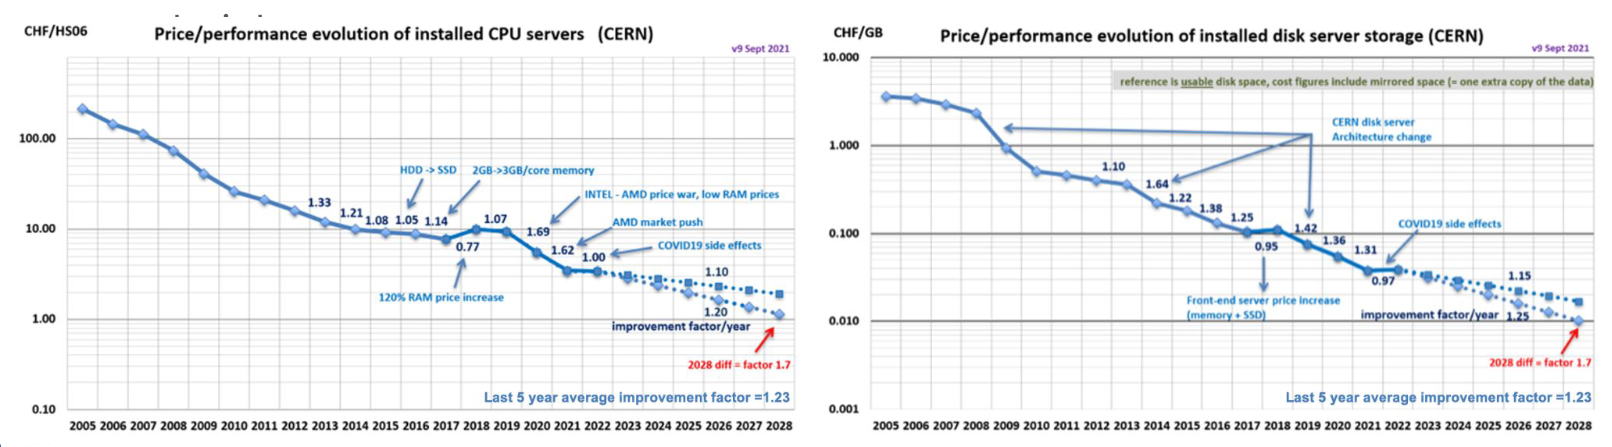 CHF/HS06
Price/performance evolution of installed CPU servers (CERN)
v9 Sept 2021
100.00
10.00
1.00
0.10
HDD -> SSD
2GB->3GB/core memory
INTEL - AMD price war, low RAM prices
AMD market push
COVID19 side effects
1.33
1.21
1.08
1.05
1.14
0.77
1.07
1.69
1.62
1.00
1.10
1.20
120% RAM price increase
improvement factor/year
2028 diff = factor 1.7
Last 5 year average improvement factor =1.23
2005 2006 2007 2008 2009 2010 2011 2012 2013 2014 2015 2016 2017 2018 2019 2020 2021 2022 2023 2024 2025 2026 2027 2028
CHF/GB
Price/performance evolution of installed disk server storage (CERN)
v9 Sept 2021
10.000
1.000
0.100
0.010
0.001
reference is usable disk space, cost figures include mirrored space (= one extra copy of the data)
CERN disk server
Architecture change
1.10
1.64
1.22
1.38
1.25
0.95
1.42
1.36
1.31
0.97
COVID19 side effects
1.15
1.25
Front-end server price increase
(memory + SSD)
improvement factor/year
2028 diff = factor 1.7
Last 5 year average improvement factor =1.23
2005 2006 2007 2008 2009 2010 2011 2012 2013 2014 2015 2016 2017 2018 2019 2020 2021 2022 2023 2024 2025 2026 2027 2028